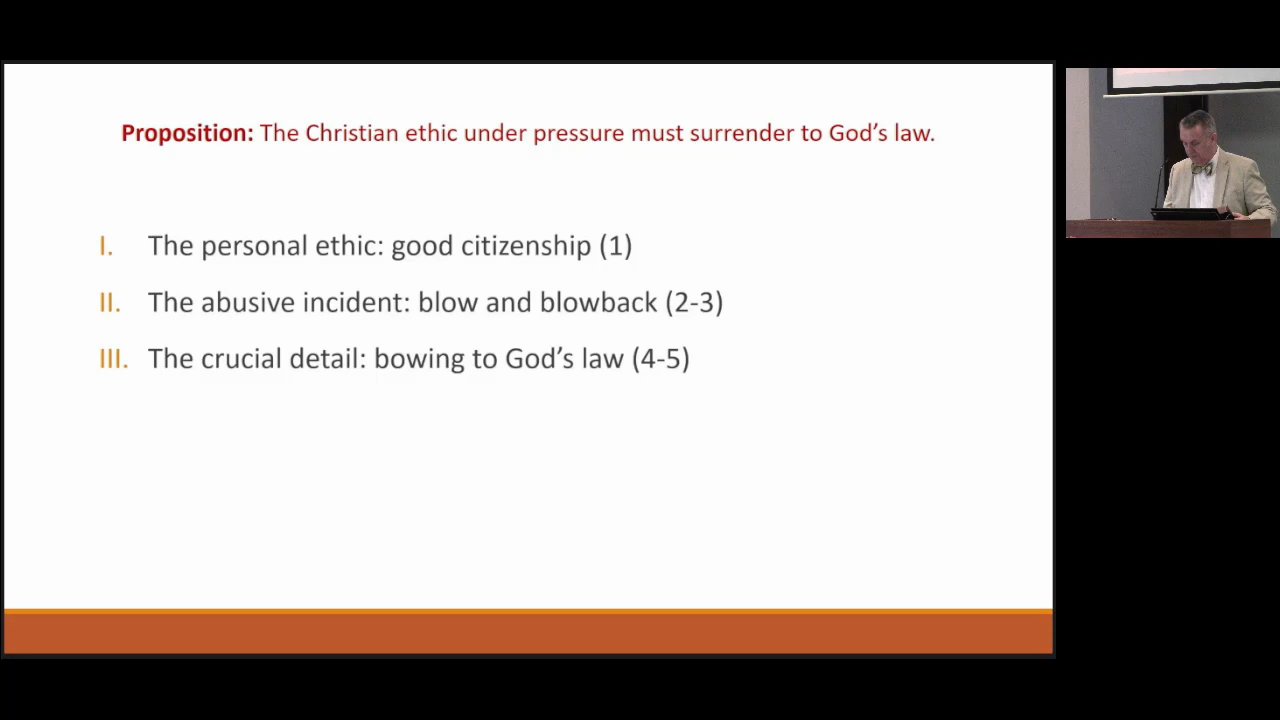 Proposition: The Christian ethic under pressure must surrender to God’s law.
I. The personal ethic: good citizenship (1)
II. The abusive incident: blow and blowback (2-3)
III. The crucial detail: bowing to God’s law (4-5)